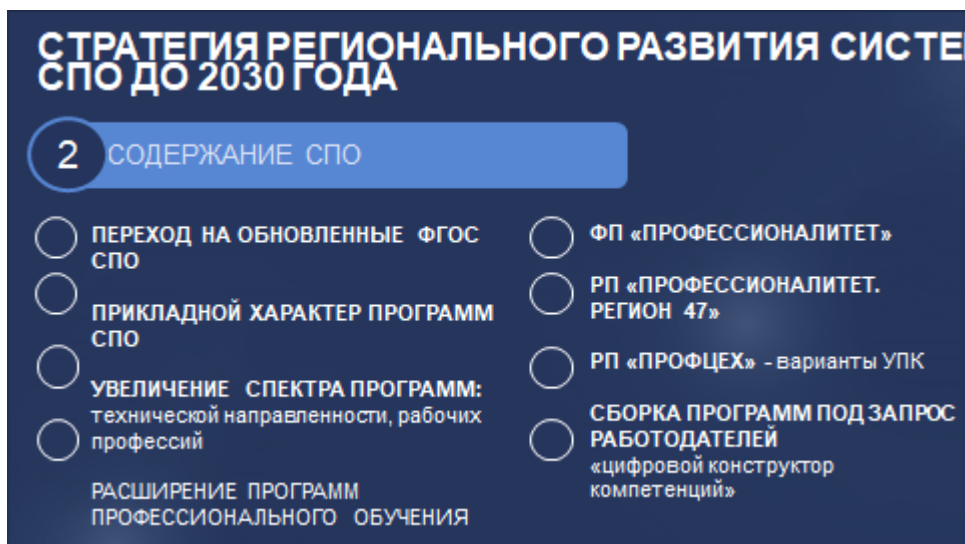 СТРАТЕГИЯ РЕГИОНАЛЬНОГО РАЗВИТИЯ СИСТЕ
СПО ДО 2030 ГОДА
2 СОДЕРЖАНИЕ СПО
ПЕРЕХОД НА ОБНОВЛЕННЫЕ ФГОС
СПО
ПРИКЛАДНОЙ ХАРАКТЕР ПРОГРАММ
СПО
УВЕЛИЧЕНИЕ СПЕКТРА ПРОГРАММ:
технической направленности, рабочих
профессий
РАСШИРЕНИЕ ПРОГРАММ
ПРОФЕССИОНАЛЬНОГО ОБУЧЕНИЯ
ФП «ПРОФЕССИОНАЛИТЕТ»
РП «ПРОФЕССИОНАЛИТЕТ.
РЕГИОН 47»
РП «ПРОФЦЕХ» - варианты УПК
СБОРКА ПРОГРАММ ПОД ЗАПРОС
РАБОТОДАТЕЛЕЙ
«цифровой конструктор
компетенций»